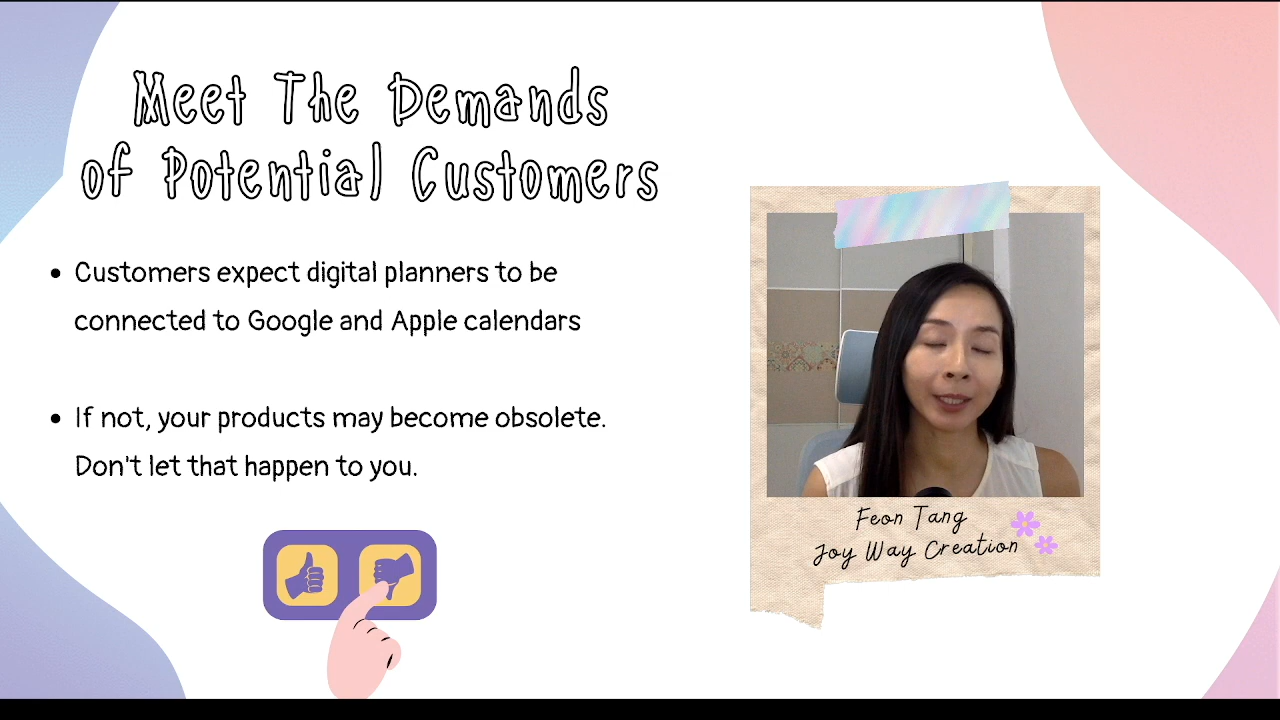 Meet The Demands
of Potential Customers
• Customers expect digital planners to be
connected to Google and Apple calendars
• If not, your products may become obsolete.
Don't let that happen to you.
Feon Tang
Joy Way Creation